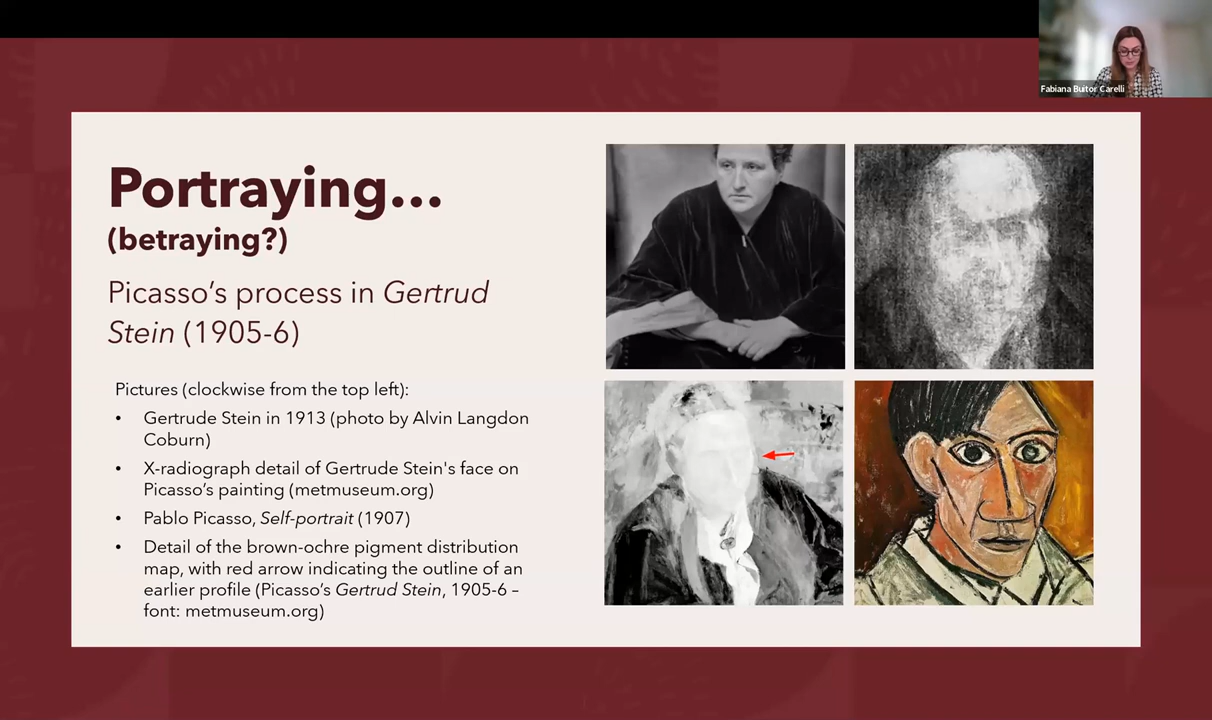 Fabiana Buitor Carelli
Portraying...
(betraying?)
Picasso's process in Gertrud
Stein (1905-6)
Pictures (clockwise from the top left):
• Gertrude Stein in 1913 (photo by Alvin Langdon
Coburn)
• X-radiograph detail of Gertrude Stein's face on
Picasso's painting (metmuseum.org)
• Pablo Picasso, Self-portrait (1907)
• Detail of the brown-ochre pigment distribution
map, with red arrow indicating the outline of an
earlier profile (Picasso's Gertrud Stein, 1905-6 –
font: metmuseum.org)